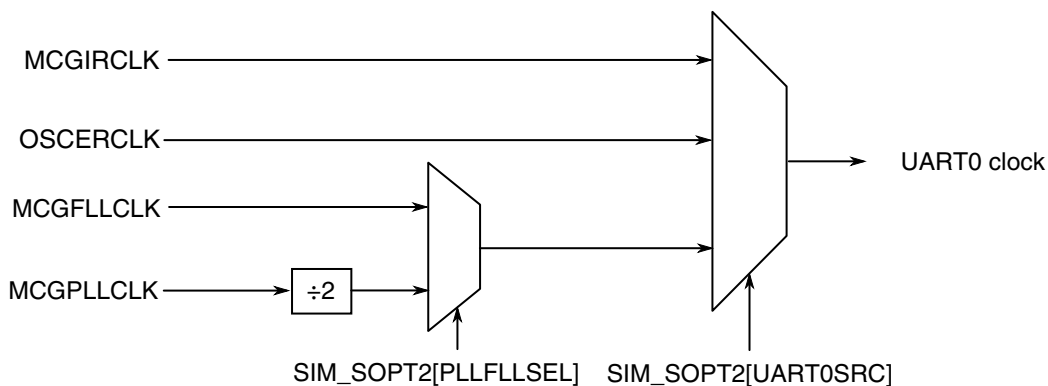 MCGIRCLK
OSCERCLK
UART0 clock
MCGFLLCLK
MCGPLLCLK
÷2
SIM_SOPT2[PLLFLLSEL]
SIM_SOPT2[UART0SRC]